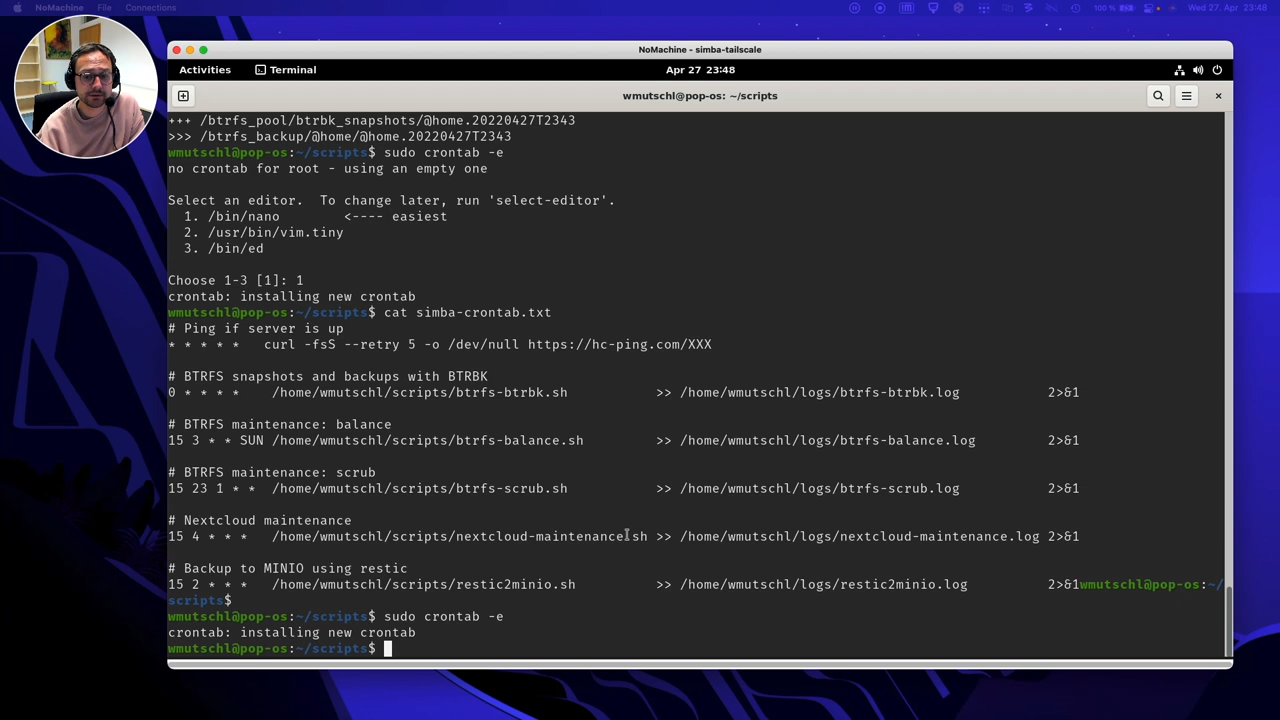 NoMachine File Connections 100 % Wed 27. Apr 23:48
NoMachine - simba-tailscale
Activities Terminal Apr 27 23:48
wmutschl@pop-os: ~/scripts
+++ /btrfs_pool/btrbk_snapshots/@home.20220427T2343
>>> /btrfs_backup/@home/@home.20220427T2343
wmutschl@pop-os:~/scripts$ sudo crontab -e
no crontab for root - using an empty one
Select an editor. To change later, run 'select-editor'.
1. /bin/nano <---- easiest
2. /usr/bin/vim.tiny
3. /bin/ed
Choose 1-3 [1]: 1
crontab: installing new crontab
wmutschl@pop-os:~/scripts$ cat simba-crontab.txt
# Ping if server is up
* * * * * curl -fsS --retry 5 -o /dev/null https://hc-ping.com/XXX
# BTRFS snapshots and backups with BTRBK
0 * * * * /home/wmutschl/scripts/btrfs-btrbk.sh >> /home/wmutschl/logs/btrfs-btrbk.log 2>&1
# BTRFS maintenance: balance
15 3 * * SUN /home/wmutschl/scripts/btrfs-balance.sh >> /home/wmutschl/logs/btrfs-balance.log 2>&1
# BTRFS maintenance: scrub
15 23 1 * * /home/wmutschl/scripts/btrfs-scrub.sh >> /home/wmutschl/logs/btrfs-scrub.log 2>&1
# Nextcloud maintenance
15 4 * * * /home/wmutschl/scripts/nextcloud-maintenance.sh >> /home/wmutschl/logs/nextcloud-maintenance.log 2>&1
# Backup to MINIO using restic
15 2 * * * /home/wmutschl/scripts/restic2minio.sh >> /home/wmutschl/logs/restic2minio.log 2>&1wmutschl@pop-os:~/
scripts$
wmutschl@pop-os:~/scripts$ sudo crontab -e
crontab: installing new crontab
wmutschl@pop-os:~/scripts$